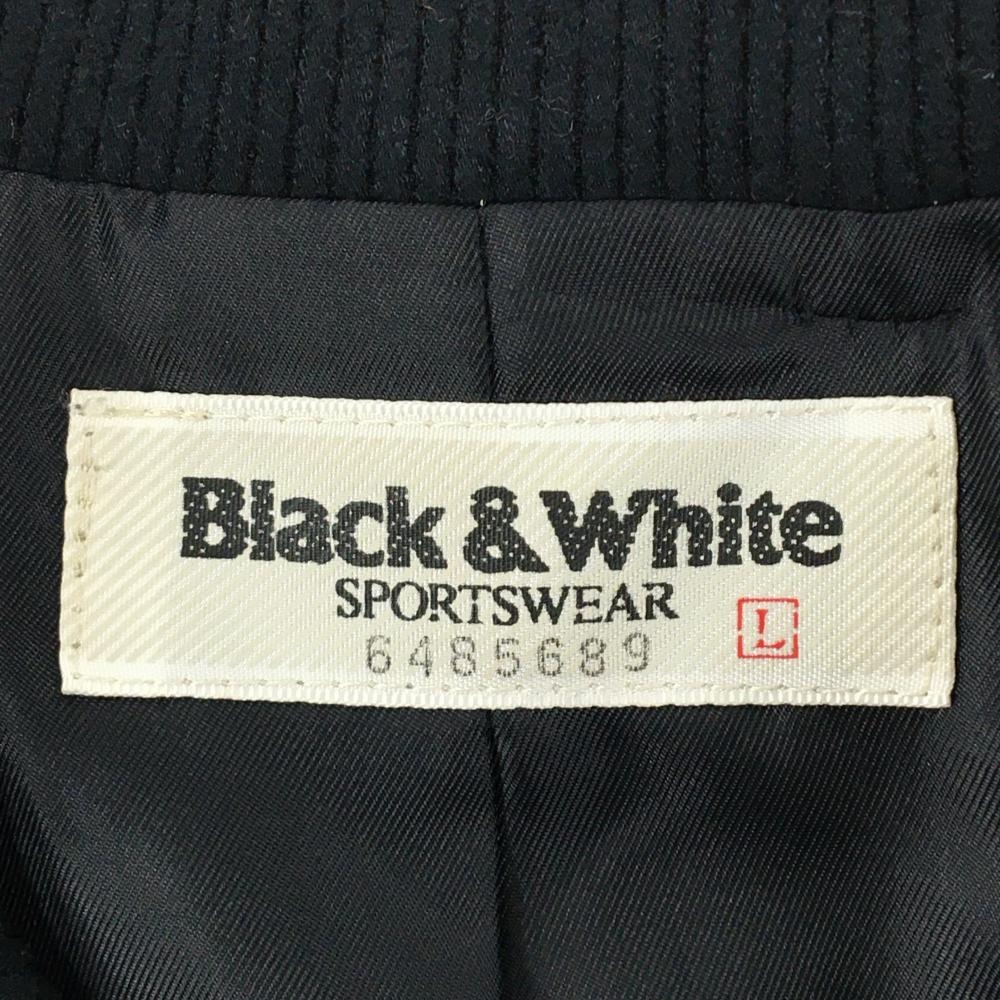 Black & White
SPORTSWEAR
6485689
L